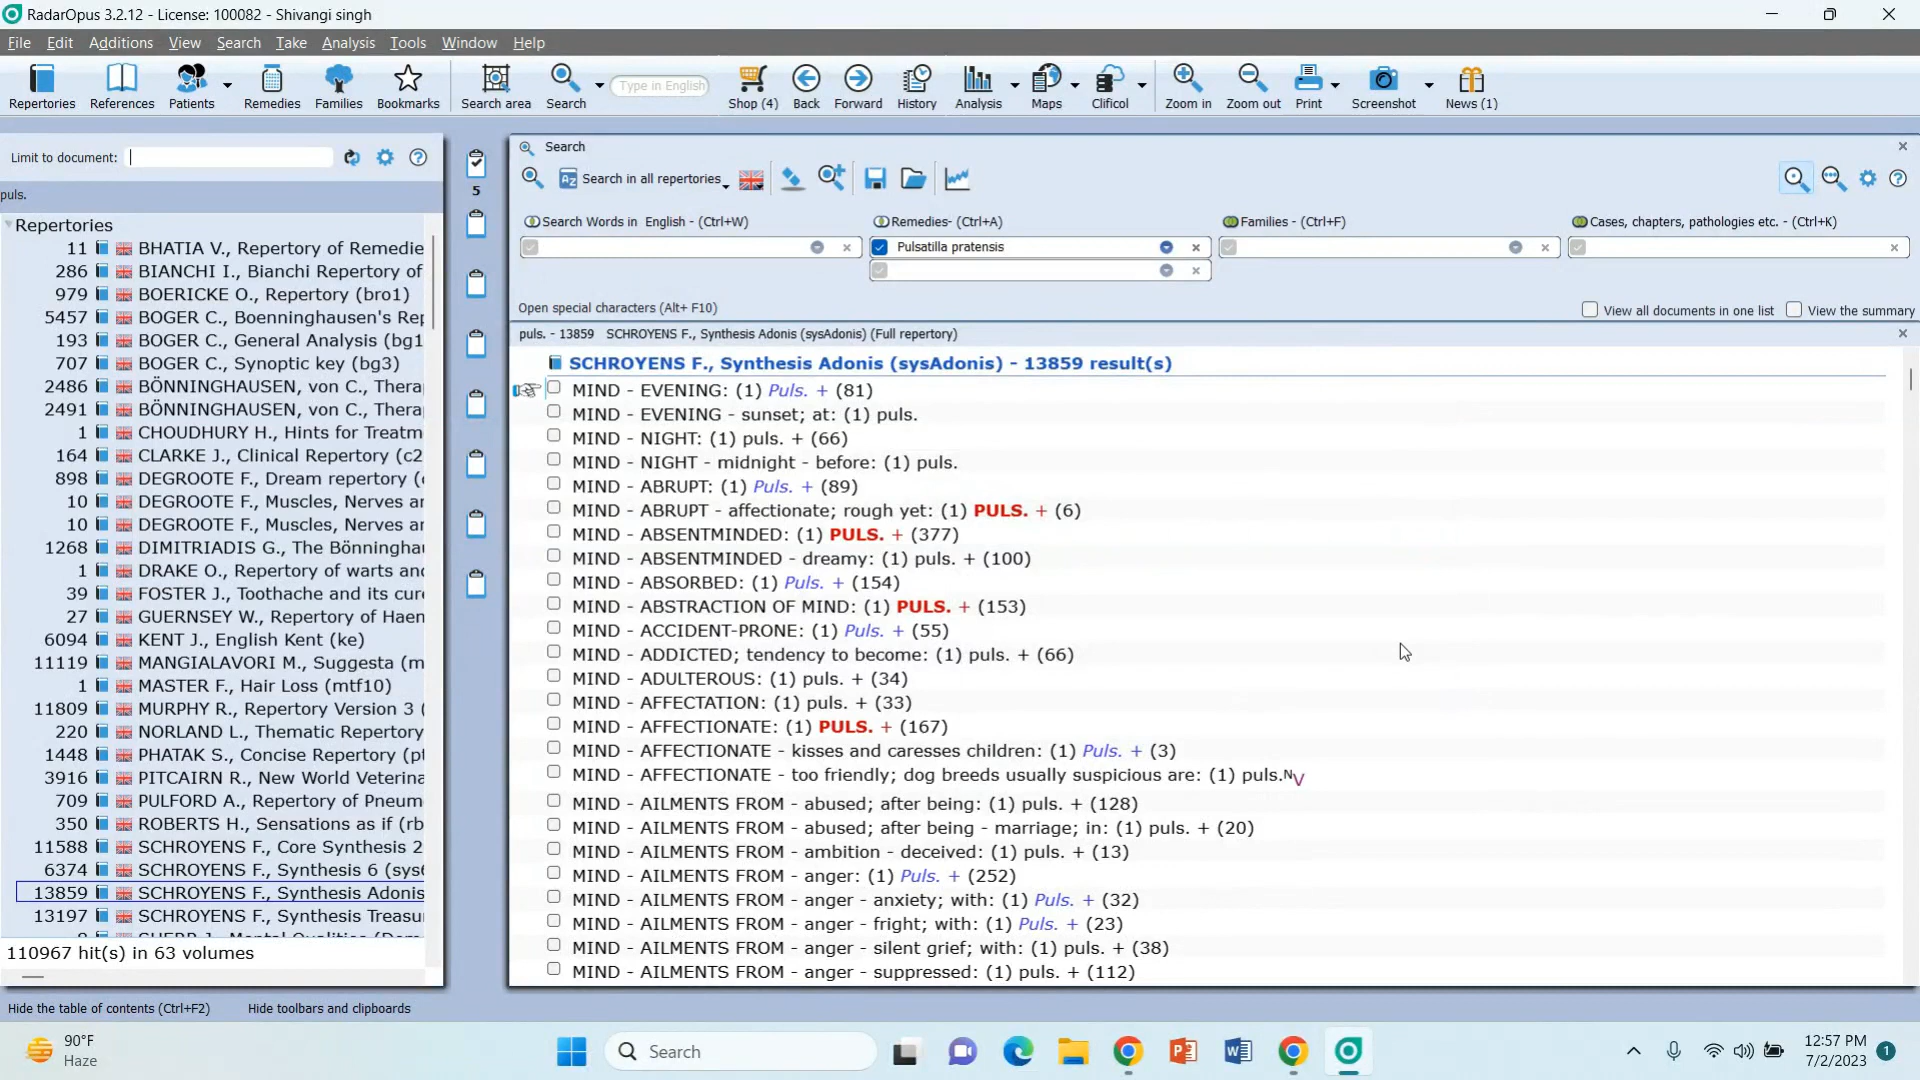 RadarOpus 3.2.12 - License: 100082 - Shivangi singh
File Edit Additions View Search Take Analysis Tools Window Help
Repertories References Patients Remedies Families Bookmarks Search area Search Type in English Shop (4) Back Forward History Analysis Maps Clificol Zoom in Zoom out Print Screenshot News (1)
Limit to document:
puls.
Repertories
11 BHATIA V., Repertory of Remedie
286 BIANCHI I., Bianchi Repertory of
979 BOERICKE O., Repertory (bro1)
5457 BOGER C., Boenninghausen's Rep
193 BOGER C., General Analysis (bg1
707 BOGER C., Synoptic key (bg3)
2486 BÖNNINGHAUSEN, von C., Thera
2491 BÖNNINGHAUSEN, von C., Thera
1 CHOUDHURY H., Hints for Treatm
164 CLARKE J., Clinical Repertory (c2
898 DEGROOTE F., Dream repertory (
10 DEGROOTE F., Muscles, Nerves ar
10 DEGROOTE F., Muscles, Nerves ar
1268 DIMITRIADIS G., The Bönningha
1 DRAKE O., Repertory of warts and
39 FOSTER J., Toothache and its cure
27 GUERNSEY W., Repertory of Haen
6094 KENT J., English Kent (ke)
11119 MANGIALAVORI M., Suggesta (m
1 MASTER F., Hair Loss (mtf10)
11809 MURPHY R., Repertory Version 3 (
220 NORLAND L., Thematic Repertory
1448 PHATAK S., Concise Repertory (pt
3916 PITCAIRN R., New World Veterina
709 PULFORD A., Repertory of Pneum
350 ROBERTS H., Sensations as if (rb
11588 SCHROYENS F., Core Synthesis 2
6374 SCHROYENS F., Synthesis 6 (sys6
13859 SCHROYENS F., Synthesis Adonis
13197 SCHROYENS F., Synthesis Treasu
110967 hit(s) in 63 volumes
5
Search
Search in all repertories
Search Words in English - (Ctrl+W) Remedies- (Ctrl+A) Families - (Ctrl+F) Cases, chapters, pathologies etc. - (Ctrl+K)
Pulsatilla pratensis
Open special characters (Alt+ F10) View all documents in one list View the summary
puls. - 13859 SCHROYENS F., Synthesis Adonis (sysAdonis) (Full repertory)
SCHROYENS F., Synthesis Adonis (sysAdonis) - 13859 result(s)
MIND - EVENING: (1) Puls. + (81)
MIND - EVENING - sunset; at: (1) puls.
MIND - NIGHT: (1) puls. + (66)
MIND - NIGHT - midnight - before: (1) puls.
MIND - ABRUPT: (1) Puls. + (89)
MIND - ABRUPT - affectionate; rough yet: (1) PULS. + (6)
MIND - ABSENTMINDED: (1) PULS. + (377)
MIND - ABSENTMINDED - dreamy: (1) puls. + (100)
MIND - ABSORBED: (1) Puls. + (154)
MIND - ABSTRACTION OF MIND: (1) PULS. + (153)
MIND - ACCIDENT-PRONE: (1) Puls. + (55)
MIND - ADDICTED; tendency to become: (1) puls. + (66)
MIND - ADULTEROUS: (1) puls. + (34)
MIND - AFFECTATION: (1) puls. + (33)
MIND - AFFECTIONATE: (1) PULS. + (167)
MIND - AFFECTIONATE - kisses and caresses children: (1) Puls. + (3)
MIND - AFFECTIONATE - too friendly; dog breeds usually suspicious are: (1) puls.ᴺV
MIND - AILMENTS FROM - abused; after being: (1) puls. + (128)
MIND - AILMENTS FROM - abused; after being - marriage; in: (1) puls. + (20)
MIND - AILMENTS FROM - ambition - deceived: (1) puls. + (13)
MIND - AILMENTS FROM - anger: (1) Puls. + (252)
MIND - AILMENTS FROM - anger - anxiety; with: (1) Puls. + (32)
MIND - AILMENTS FROM - anger - fright; with: (1) Puls. + (23)
MIND - AILMENTS FROM - anger - silent grief; with: (1) puls. + (38)
MIND - AILMENTS FROM - anger - suppressed: (1) puls. + (112)
Hide the table of contents (Ctrl+F2) Hide toolbars and clipboards
90°F
Haze
Search
12:57 PM
7/2/2023
1